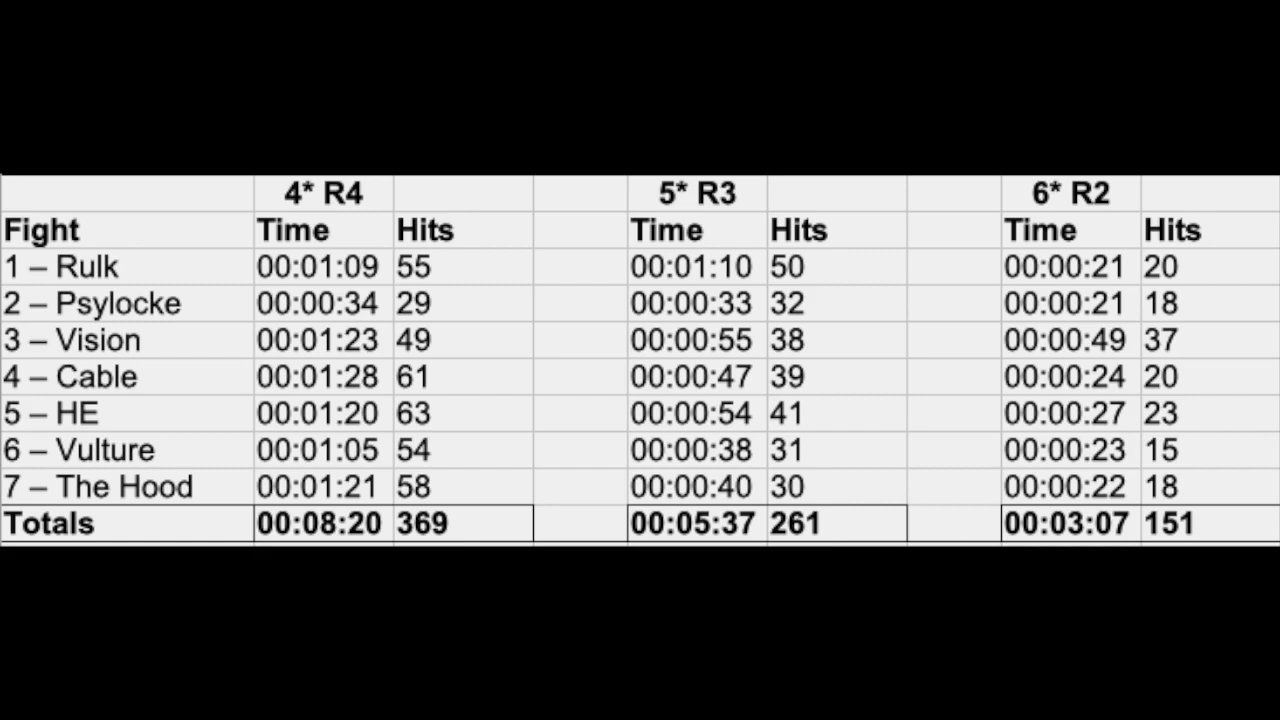 4* R4 5* R3 6* R2
Fight Time Hits Time Hits Time Hits
1 – Rulk 00:01:09 55 00:01:10 50 00:00:21 20
2 – Psylocke 00:00:34 29 00:00:33 32 00:00:21 18
3 – Vision 00:01:23 49 00:00:55 38 00:00:49 37
4 – Cable 00:01:28 61 00:00:47 39 00:00:24 20
5 – HE 00:01:20 63 00:00:54 41 00:00:27 23
6 – Vulture 00:01:05 54 00:00:38 31 00:00:23 15
7 – The Hood 00:01:21 58 00:00:40 30 00:00:22 18
Totals 00:08:20 369 00:05:37 261 00:03:07 151